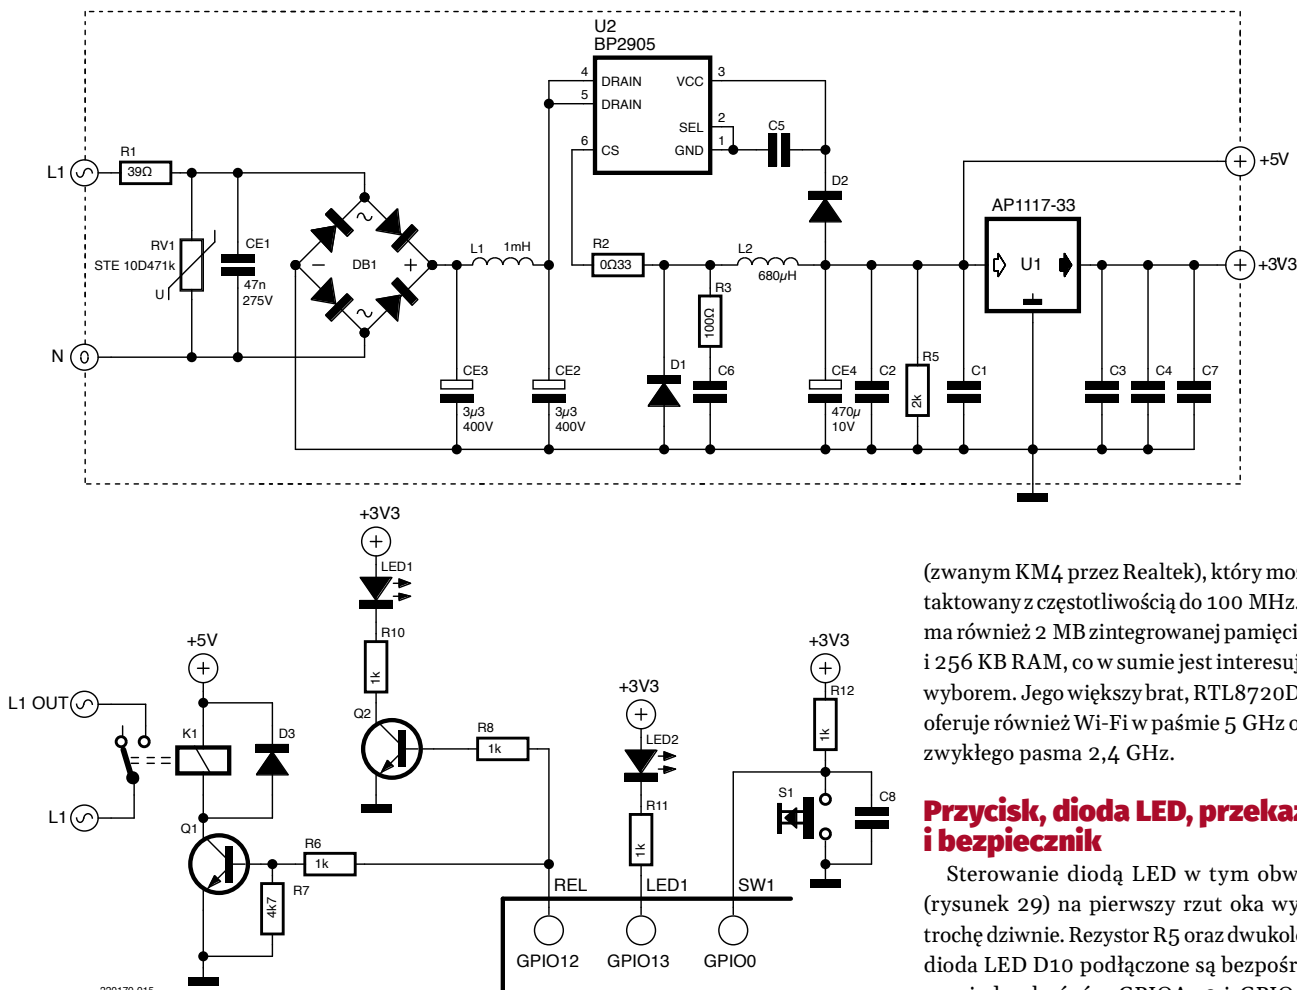 U2
BP2905
4
DRAIN
VCC
3
5
DRAIN
SEL
2
6
CS
GND
1
C5
D2
L1
R1
39Ω
RV1
STE 10D471k
U
CE1
47n
275V
N
DB1
L1
1mH
R2
0Ω33
L2
680µH
R3
100Ω
D1
C6
CE3
3µ3
400V
CE2
3µ3
400V
CE4
470µ
10V
C2
R5
2k
C1
AP1117-33
U1
C3
C4
C7
+5V
+3V3
+3V3
LED1
R10
1k
Q2
R8
1k
+5V
L1 OUT
K1
D3
L1
Q1
R6
1k
R7
4k7
+3V3
LED2
R11
1k
+3V3
R12
1k
S1
C8
REL
LED1
SW1
GPIO12
GPIO13
GPIO0
(zwanym KM4 przez Realtek), który
taktowany z częstotliwością do 100 MHz.
ma również 2 MB zintegrowanej pamięci
i 256 KB RAM, co w sumie jest
wyborem. Jego większy brat, RTL8720D
oferuje również Wi-Fi w paśmie 5 GHz
zwykłego pasma 2,4 GHz.
Przycisk, dioda LED,
i bezpiecznik
Sterowanie diodą LED w tym
(rysunek 29) na pierwszy rzut oka
trochę dziwnie. Rezystor R5 oraz
dioda LED D10 podłączone są